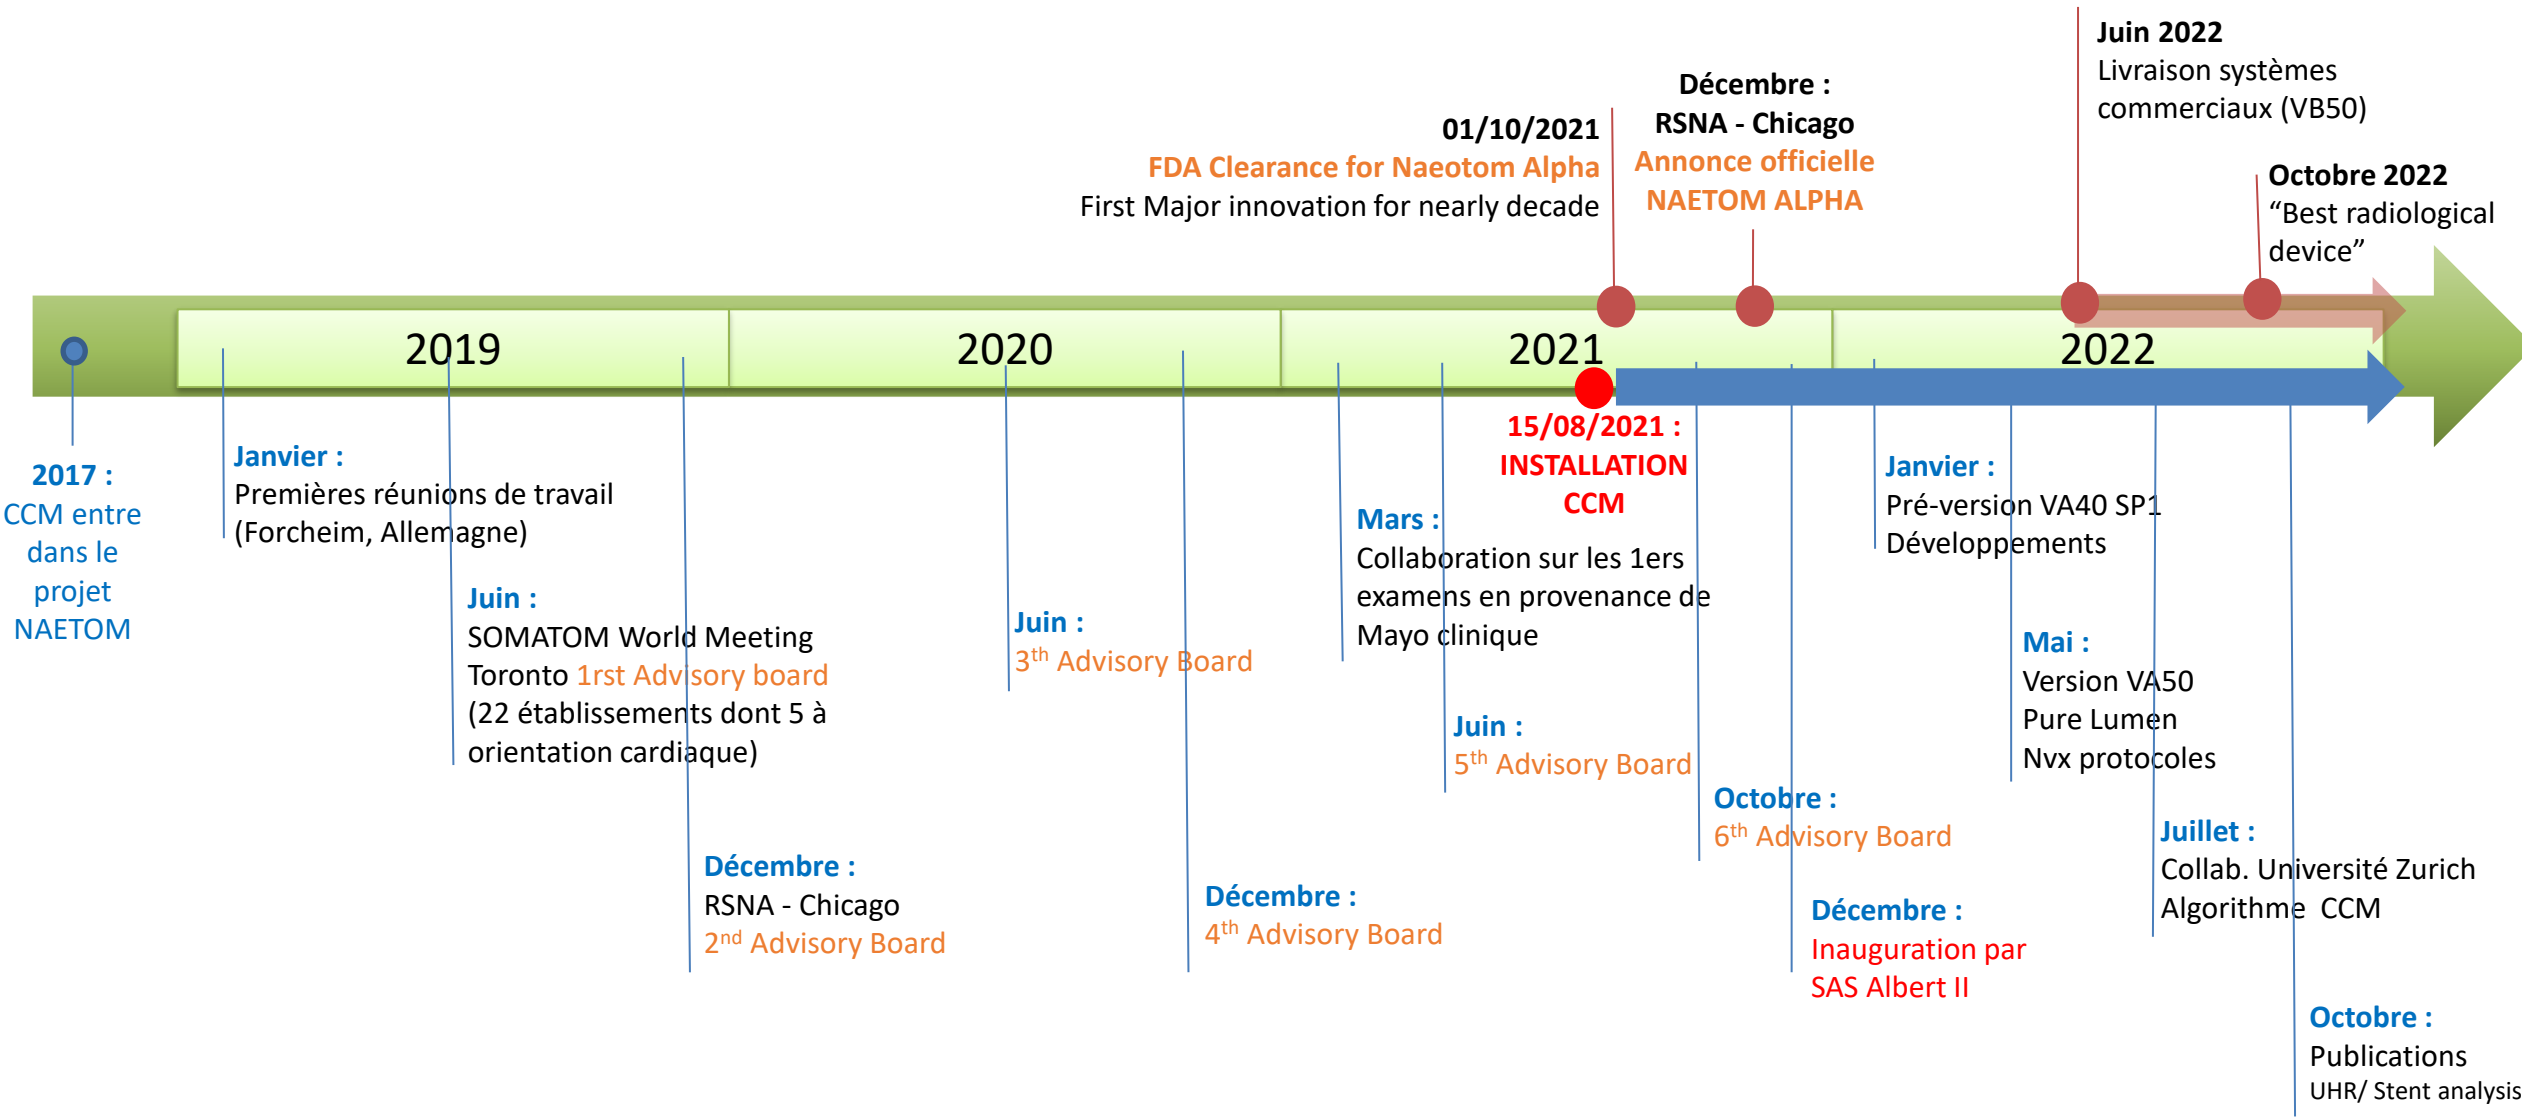 Juin 2022
Livraison systèmes
commerciaux (VB50)
Décembre :
RSNA - Chicago
Annonce officielle
NAETOM ALPHA
01/10/2021
FDA Clearance for Naeotom Alpha
First Major innovation for nearly decade
Octobre 2022
“Best radiological
device”
2019
2020
2021
2022
2017 :
CCM entre
dans le
projet
NAETOM
Janvier :
Premières réunions de travail
(Forcheim, Allemagne)
Juin :
SOMATOM World Meeting
Toronto 1rst Advisory board
(22 établissements dont 5 à
orientation cardiaque)
Décembre :
RSNA - Chicago
2nd Advisory Board
Juin :
3th Advisory Board
Décembre :
4th Advisory Board
Mars :
Collaboration sur les 1ers
examens en provenance de
Mayo clinique
Juin :
5th Advisory Board
15/08/2021 :
INSTALLATION
CCM
Octobre :
6th Advisory Board
Décembre :
Inauguration par
SAS Albert II
Janvier :
Pré-version VA40 SP1
Développements
Mai :
Version VA50
Pure Lumen
Nvx protocoles
Juillet :
Collab. Université Zurich
Algorithme  CCM
Octobre :
Publications
UHR/ Stent analysis